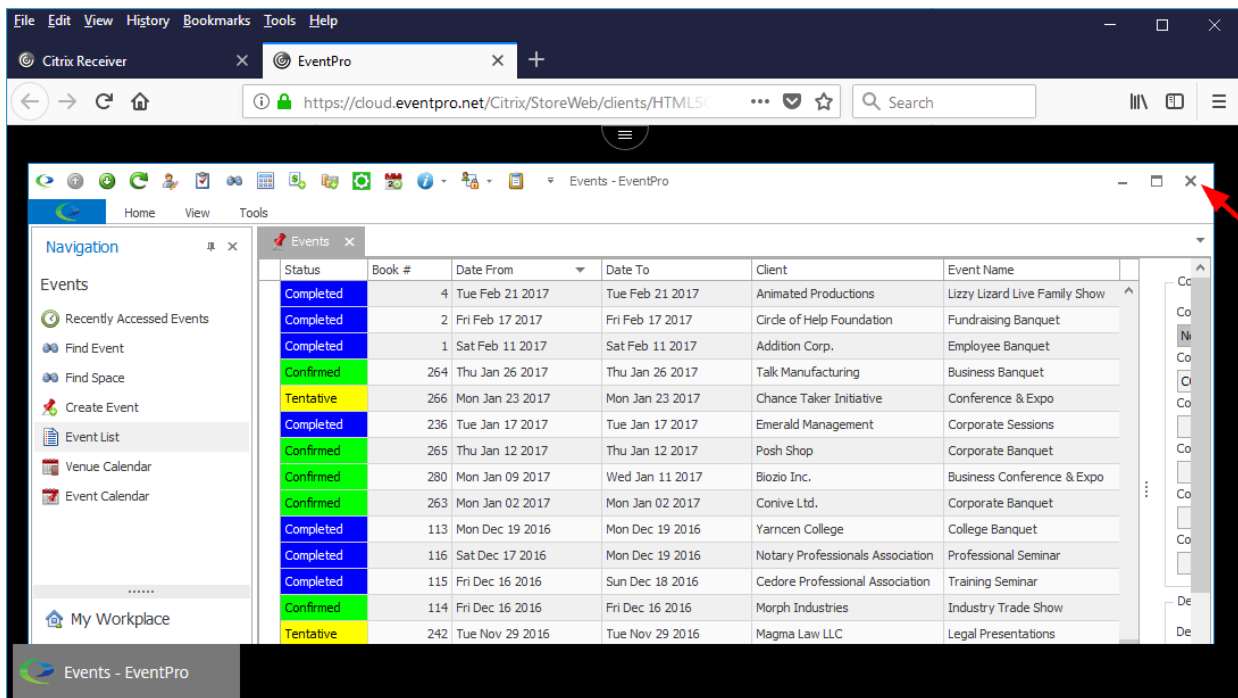 File Edit View History Bookmarks Tools Help
Citrix Receiver EventPro
https://cloud.eventpro.net/Citrix/StoreWeb/clients/HTML5 Search
Events - EventPro
Home View Tools
Navigation
Events
Recently Accessed Events
Find Event
Find Space
Create Event
Event List
Venue Calendar
Event Calendar
My Workplace
Events
Status Book # Date From Date To Client Event Name
Completed 4 Tue Feb 21 2017 Tue Feb 21 2017 Animated Productions Lizzy Lizard Live Family Show
Completed 2 Fri Feb 17 2017 Fri Feb 17 2017 Circle of Help Foundation Fundraising Banquet
Completed 1 Sat Feb 11 2017 Sat Feb 11 2017 Addition Corp. Employee Banquet
Confirmed 264 Thu Jan 26 2017 Thu Jan 26 2017 Talk Manufacturing Business Banquet
Tentative 266 Mon Jan 23 2017 Mon Jan 23 2017 Chance Taker Initiative Conference & Expo
Completed 236 Tue Jan 17 2017 Tue Jan 17 2017 Emerald Management Corporate Sessions
Confirmed 265 Thu Jan 12 2017 Thu Jan 12 2017 Posh Shop Corporate Banquet
Confirmed 280 Mon Jan 09 2017 Wed Jan 11 2017 Biozio Inc. Business Conference & Expo
Confirmed 263 Mon Jan 02 2017 Mon Jan 02 2017 Conive Ltd. Corporate Banquet
Completed 113 Mon Dec 19 2016 Mon Dec 19 2016 Yarncen College College Banquet
Completed 116 Sat Dec 17 2016 Mon Dec 19 2016 Notary Professionals Association Professional Seminar
Completed 115 Fri Dec 16 2016 Sun Dec 18 2016 Cedore Professional Association Training Seminar
Confirmed 114 Fri Dec 16 2016 Fri Dec 16 2016 Morph Industries Industry Trade Show
Tentative 242 Tue Nov 29 2016 Tue Nov 29 2016 Magma Law LLC Legal Presentations
Co
Co
Co
Co
Co
Co
Co
De
De
Events - EventPro